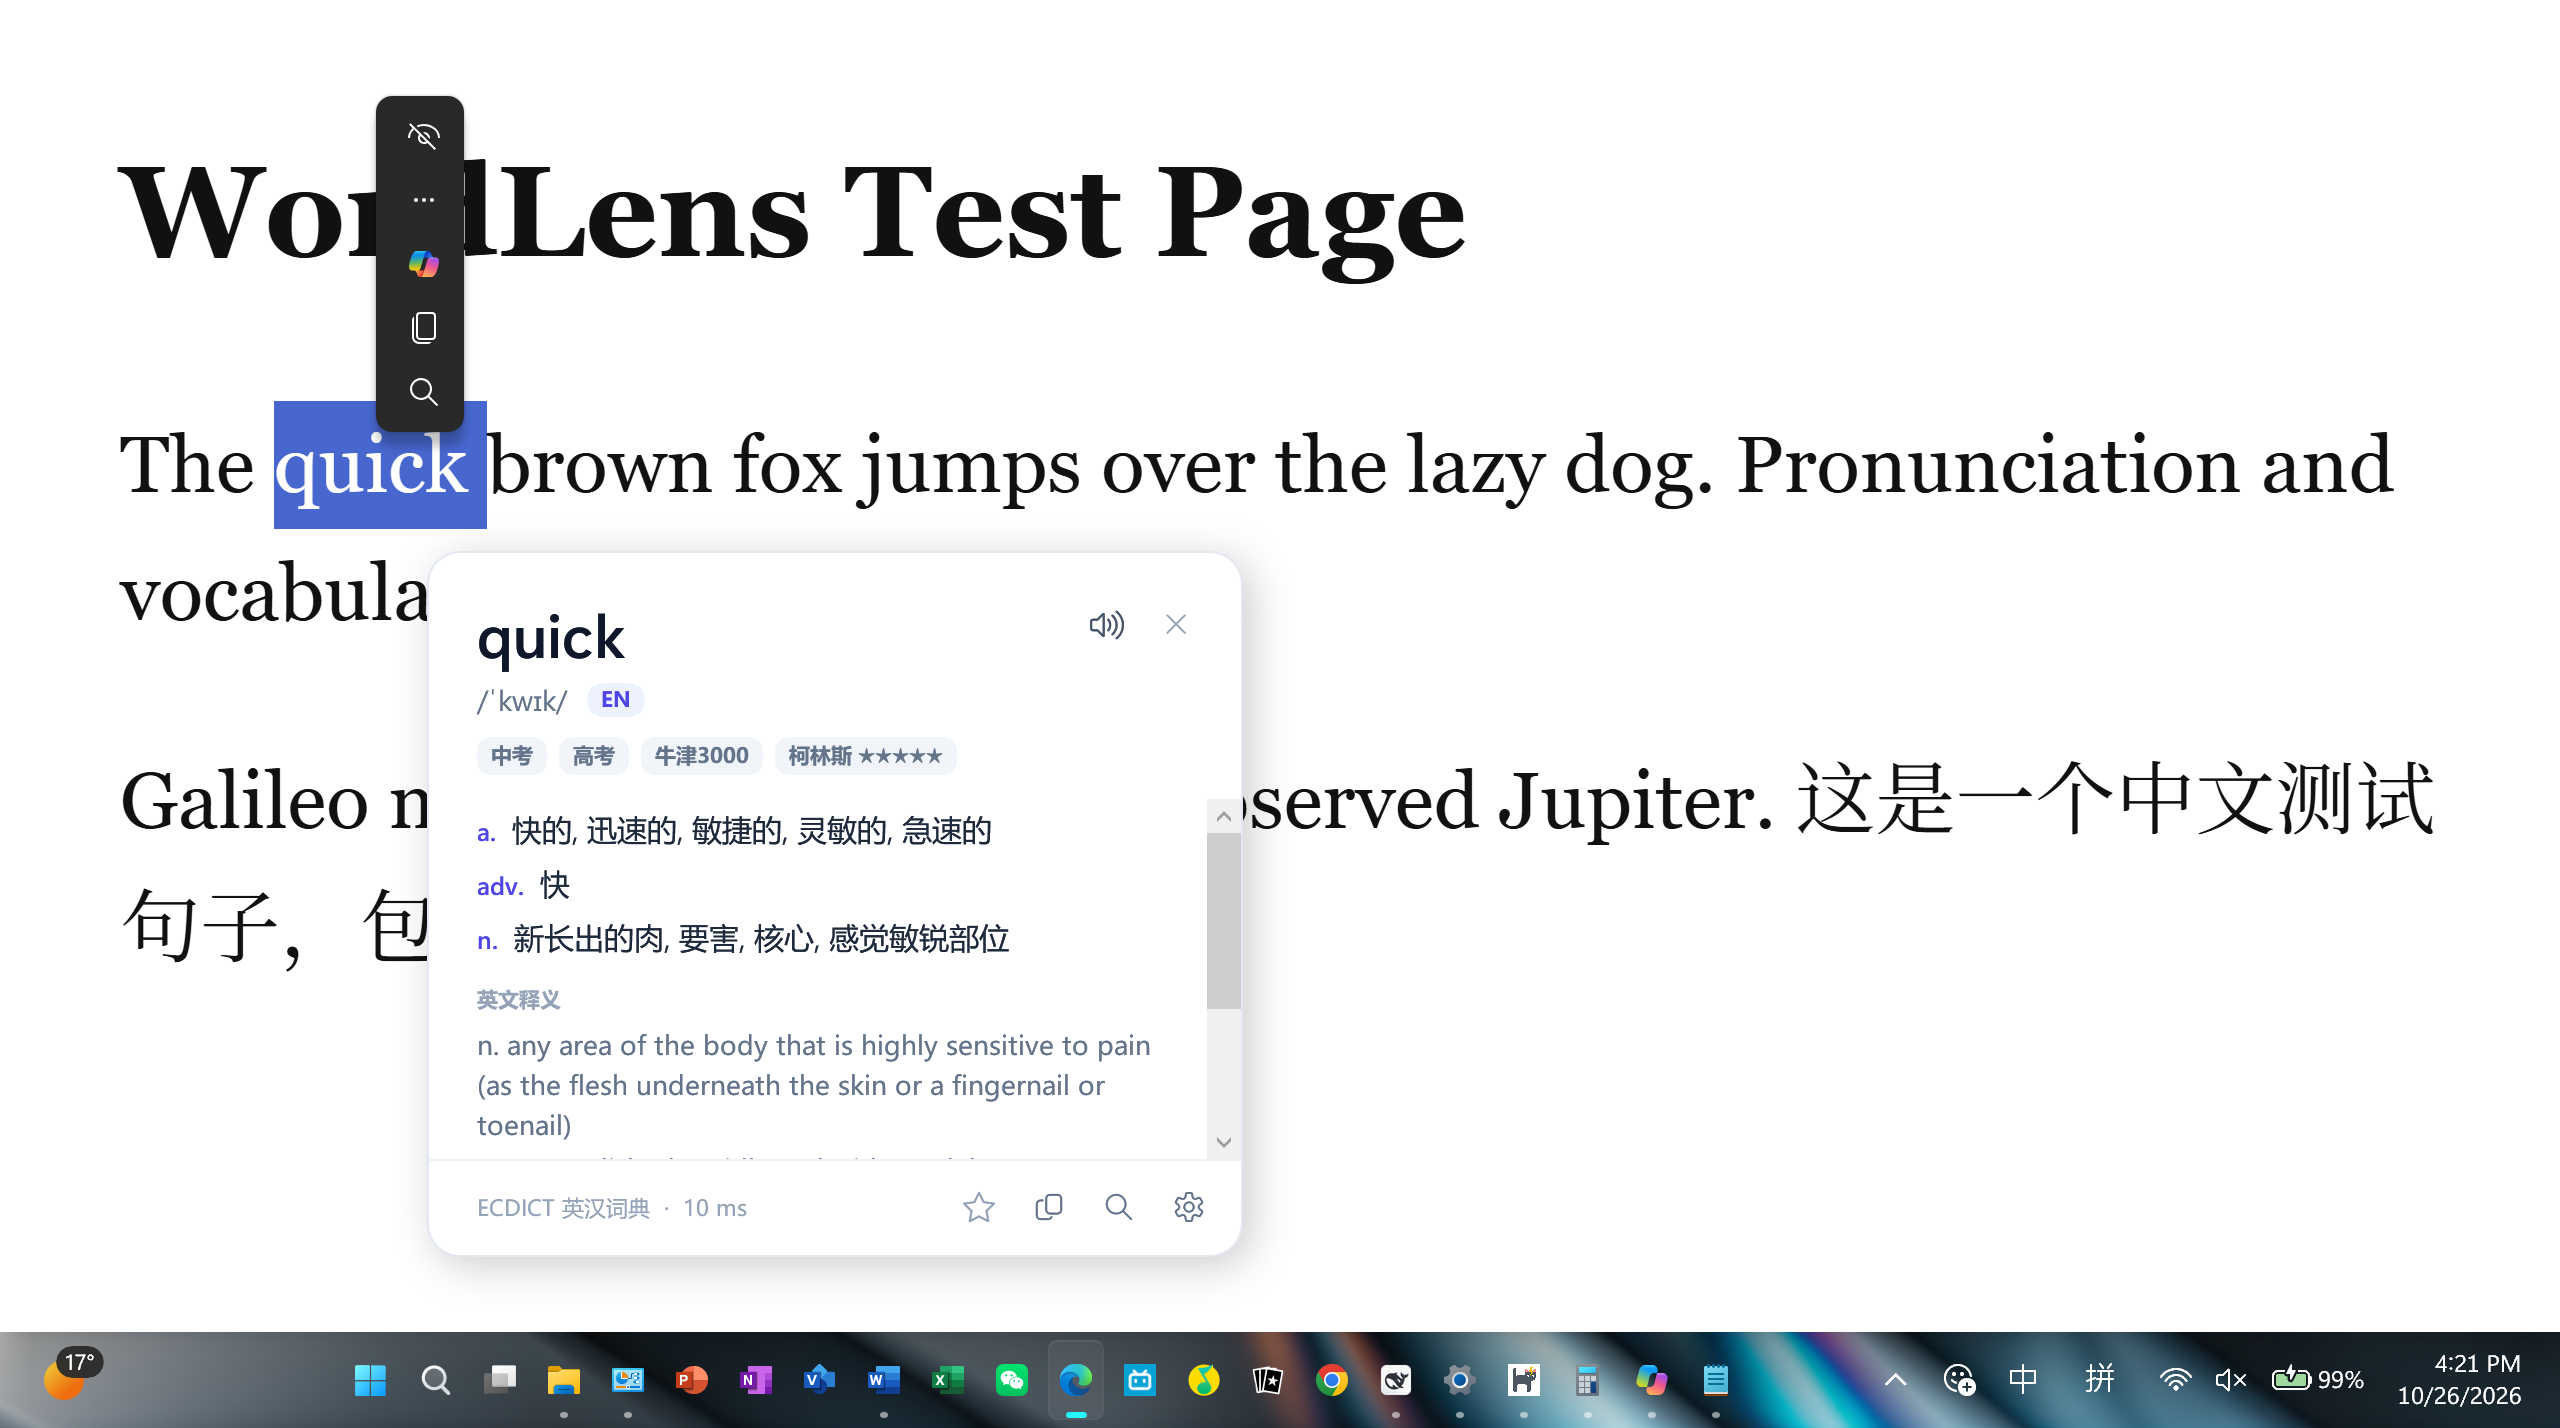 WordLens Test Page
The quick brown fox jumps over the lazy dog. Pronunciation and
quick
/ˈkwɪk/ EN
中考 高考 牛津3000 柯林斯 ★★★★★
Galileo
served Jupiter. 这是一个中文测试
句子，包
a. 快的, 迅速的, 敏捷的, 灵敏的, 急速的
adv. 快
n. 新长出的肉, 要害, 核心, 感觉敏锐部位
英文释义
n. any area of the body that is highly sensitive to pain
(as the flesh underneath the skin or a fingernail or
toenail)
ECDICT 英汉词典 · 10 ms
17°
中 拼 99%
4:21 PM
10/26/2026